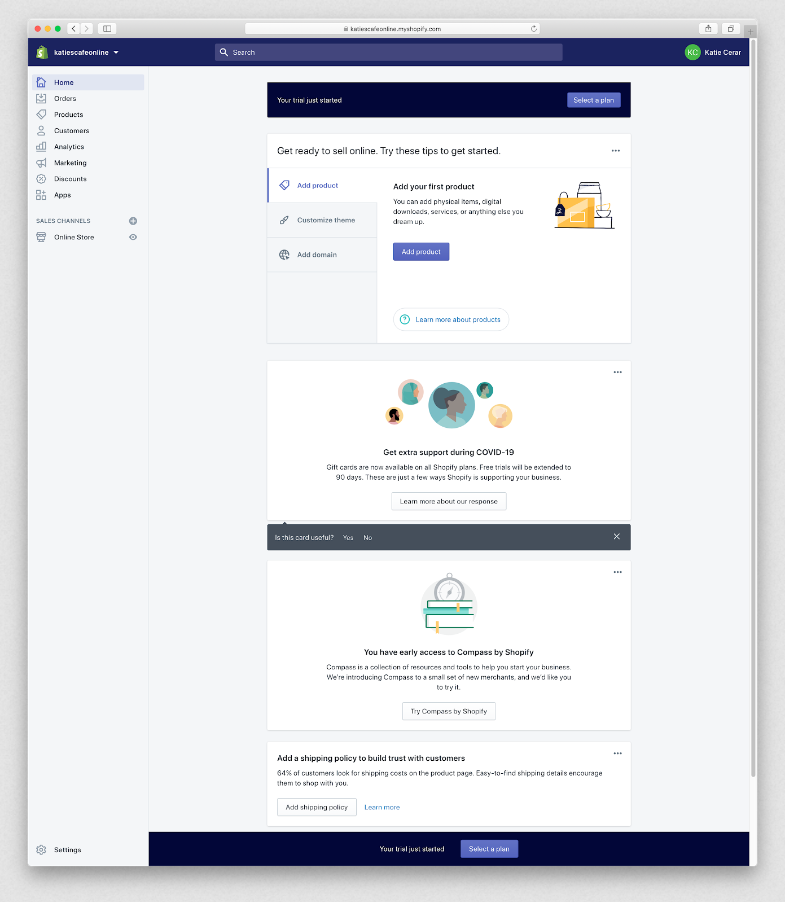 katiescafeonline.myshopify.com
katiescafeonline
Search
KC
Katie Cerar
Home
Orders
Products
Customers
Analytics
Marketing
Discounts
Apps
SALES CHANNELS
Online Store
Settings
Your trial just started
Select a plan
Get ready to sell online. Try these tips to get started.
Add product
Customize theme
Add domain
Add your first product
You can add physical items, digital
downloads, services, or anything else you
dream up.
Add product
Learn more about products
Get extra support during COVID-19
Gift cards are now available on all Shopify plans. Free trials will be extended to
90 days. These are just a few ways Shopify is supporting your business.
Learn more about our response
Is this card useful?
Yes
No
You have early access to Compass by Shopify
Compass is a collection of resources and tools to help you start your business.
We're introducing Compass to a small set of new merchants, and we'd like you
to try it.
Try Compass by Shopify
Add a shipping policy to build trust with customers
64% of customers look for shipping costs on the product page. Easy-to-find shipping details encourage
them to shop with you.
Add shipping policy
Learn more
Your trial just started
Select a plan